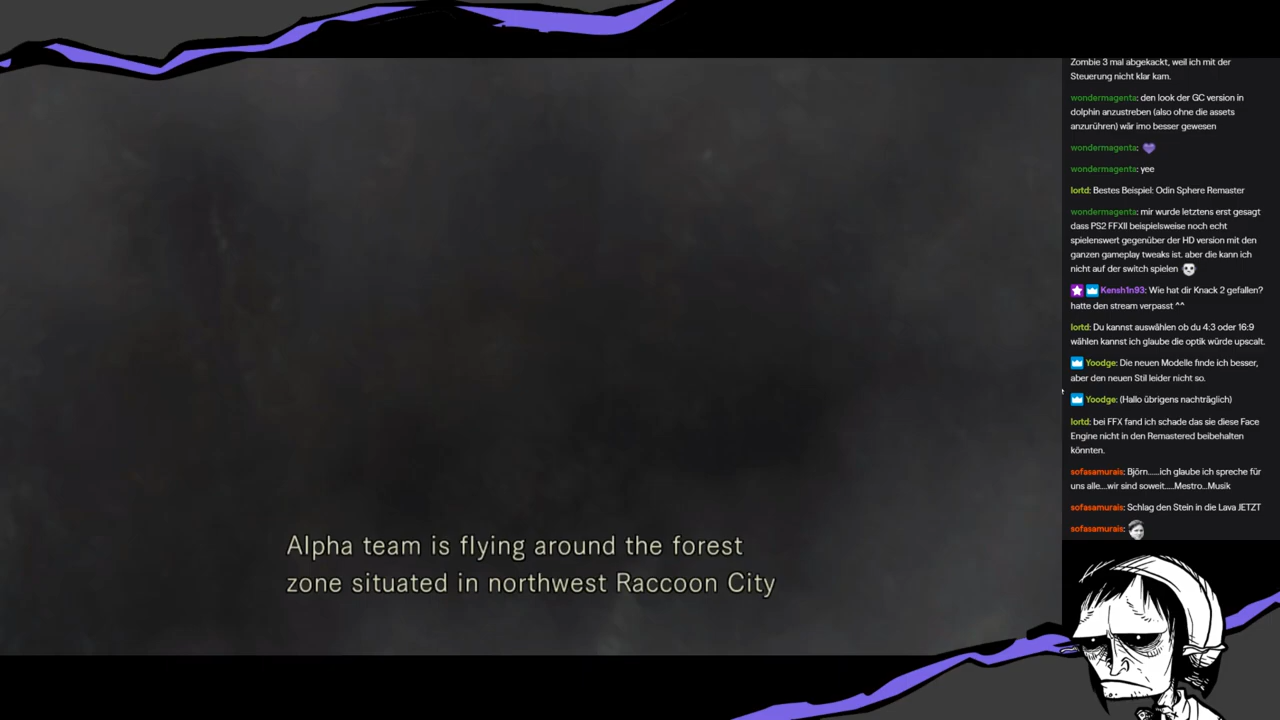 Zombie 3 mal abgekackt, weil ich mit der
Steuerung nicht klar kam.
wondermagenta: den look der GC version in
dolphin anzustreben (also ohne die assets
anzurühren) wär imo besser gewesen
wondermagenta:
wondermagenta: yee
lortd: Bestes Beispiel: Odin Sphere Remaster
wondermagenta: mir wurde letztens erst gesagt
dass PS2 FFXII beispielsweise noch echt
spielenswert gegenüber der HD version mit den
ganzen gameplay tweaks ist. aber die kann ich
nicht auf der switch spielen
Kensh1n93: Wie hat dir Knack 2 gefallen?
hatte den stream verpasst ^^
lortd: Du kannst auswählen ob du 4:3 oder 16:9
wählen kannst ich glaube die optik würde upscalt.
Yoodge: Die neuen Modelle finde ich besser,
aber den neuen Stil leider nicht so.
Yoodge: (Hallo übrigens nachträglich)
lortd: bei FFX fand ich schade das sie diese Face
Engine nicht in den Remastered beibehalten
könnten.
sofasamurais: Björn.....ich glaube ich spreche für
uns alle....wir sind soweit.....Mestro...Musik
sofasamurais: Schlag den Stein in die Lava JETZT
sofasamurais:
Alpha team is flying around the forest
zone situated in northwest Raccoon City